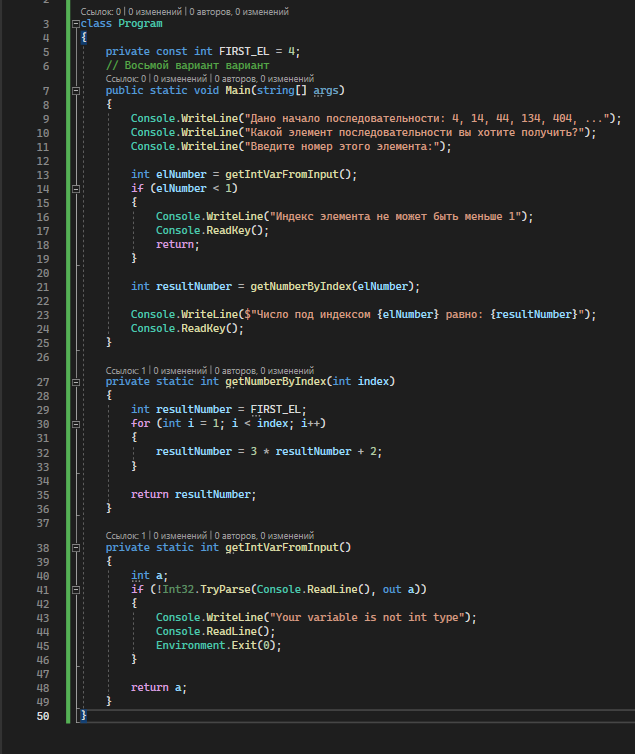 2
Ссылок: 0 | 0 изменений | 0 авторов, 0 изменений
3 class Program
4 {
5 private const int FIRST_EL = 4;
6 // Восьмой вариант вариант
Ссылок: 0 | 0 изменений | 0 авторов, 0 изменений
7 public static void Main(string[] args)
8 {
9 Console.WriteLine("Дано начало последовательности: 4, 14, 44, 134, 404, ...");
10 Console.WriteLine("Какой элемент последовательности вы хотите получить?");
11 Console.WriteLine("Введите номер этого элемента:");
12
13 int elNumber = getIntVarFromInput();
14 if (elNumber < 1)
15 {
16 Console.WriteLine("Индекс элемента не может быть меньше 1");
17 Console.ReadKey();
18 return;
19 }
20
21 int resultNumber = getNumberByIndex(elNumber);
22
23 Console.WriteLine($"Число под индексом {elNumber} равно: {resultNumber}");
24 Console.ReadKey();
25 }
26
Ссылок: 1 | 0 изменений | 0 авторов, 0 изменений
27 private static int getNumberByIndex(int index)
28 {
29 int resultNumber = FIRST_EL;
30 for (int i = 1; i < index; i++)
31 {
32 resultNumber = 3 * resultNumber + 2;
33 }
34
35 return resultNumber;
36 }
37
Ссылок: 1 | 0 изменений | 0 авторов, 0 изменений
38 private static int getIntVarFromInput()
39 {
40 int a;
41 if (!Int32.TryParse(Console.ReadLine(), out a))
42 {
43 Console.WriteLine("Your variable is not int type");
44 Console.ReadLine();
45 Environment.Exit(0);
46 }
47
48 return a;
49 }
50 }